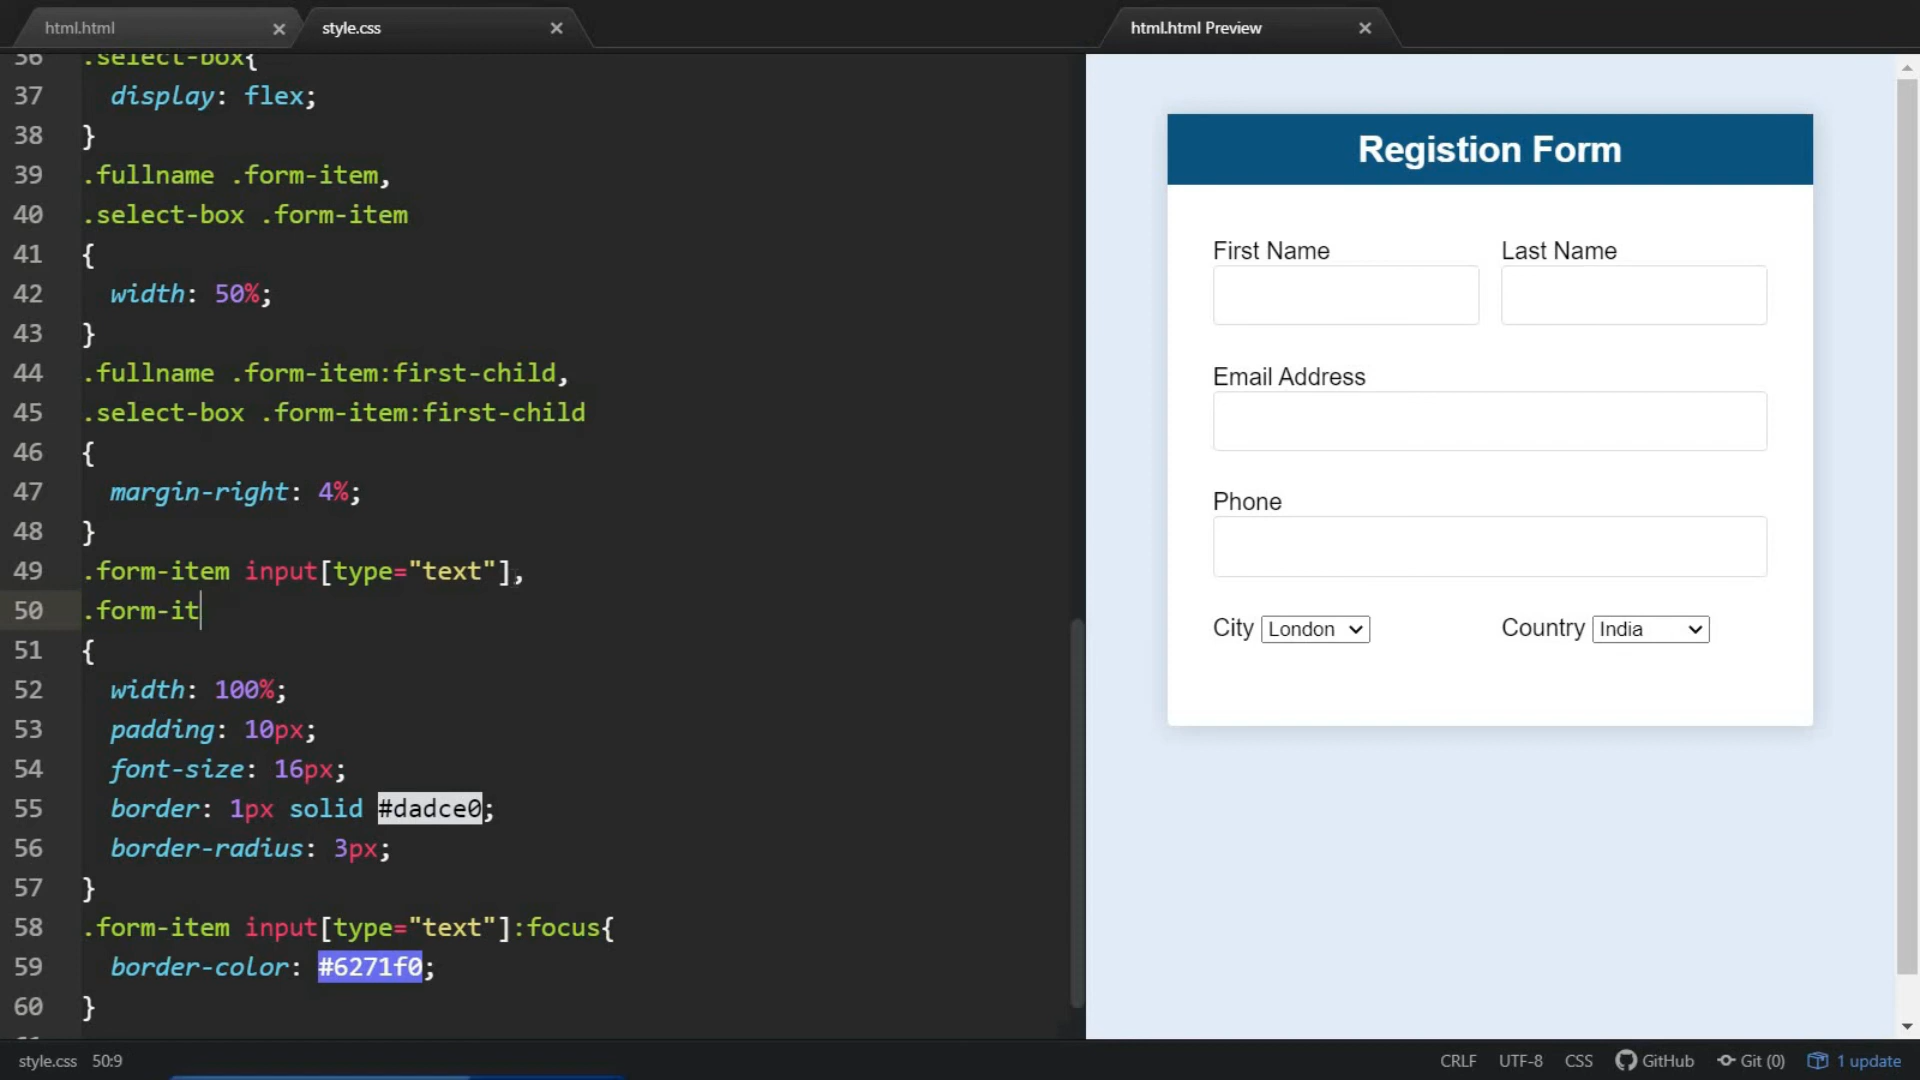 html.html
style.css
html.html Preview
36 .select-box{
37 display: flex;
38 }
39 .fullname .form-item,
40 .select-box .form-item
41 {
42 width: 50%;
43 }
44 .fullname .form-item:first-child,
45 .select-box .form-item:first-child
46 {
47 margin-right: 4%;
48 }
49 .form-item input[type="text"],
50 .form-it
51 {
52 width: 100%;
53 padding: 10px;
54 font-size: 16px;
55 border: 1px solid #dadce0;
56 border-radius: 3px;
57 }
58 .form-item input[type="text"]:focus{
59 border-color: #6271f0;
60 }
Registion Form
First Name Last Name
Email Address
Phone
City London Country India
style.css 50:9 CRLF UTF-8 CSS GitHub Git (0) 1 update